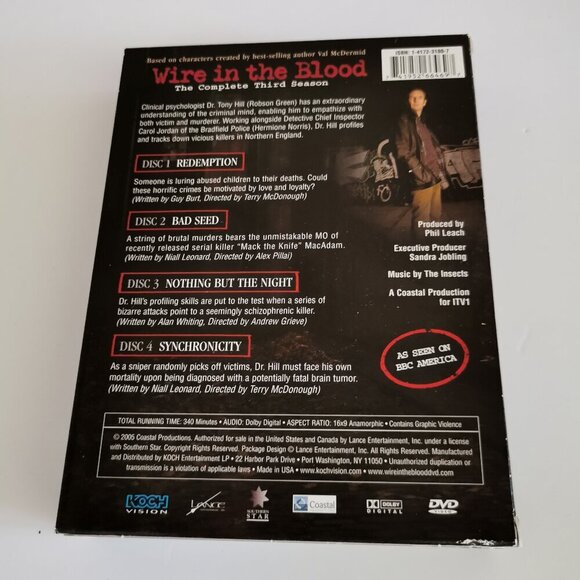 Based on characters created by best-selling author Val McDermid
Wire in the Blood
The Complete Third Season
ISBN: 1-4172-3198-7
7 41952 66469 7
Clinical psychologist Dr. Tony Hill (Robson Green) has an extraordinary
understanding of the criminal mind, enabling him to empathize with
both victim and murderer. Working alongside Detective Chief Inspector
Carol Jordan of the Bradfield Police (Hermione Norris), Dr. Hill profiles
and tracks down vicious killers in Northern England.
DISC 1 REDEMPTION
Someone is luring abused children to their deaths. Could
these horrific crimes be motivated by love and loyalty?
(Written by Guy Burt, Directed by Terry McDonough)
DISC 2 BAD SEED
A string of brutal murders bears the unmistakable MO of
recently released serial killer "Mack the Knife" MacAdam.
(Written by Niall Leonard, Directed by Alex Pillai)
DISC 3 NOTHING BUT THE NIGHT
Dr. Hill's profiling skills are put to the test when a series of
bizarre attacks point to a seemingly schizophrenic killer.
(Written by Alan Whiting, Directed by Andrew Grieve)
DISC 4 SYNCHRONICITY
As a sniper randomly picks off victims, Dr. Hill must face his own
mortality upon being diagnosed with a potentially fatal brain tumor.
(Written by Niall Leonard, Directed by Terry McDonough)
Produced by
Phil Leach
Executive Producer
Sandra Jobling
Music by The Insects
A Coastal Production
for ITV1
AS SEEN ON
BBC AMERICA
TOTAL RUNNING TIME: 340 Minutes • AUDIO: Dolby Digital • ASPECT RATIO: 16x9 Anamorphic • Contains Graphic Violence
© 2005 Coastal Productions. Authorized for sale in the United States and Canada by Lance Entertainment, Inc. under a license
with Southern Star. Copyright Rights Reserved. Package Design © Lance Entertainment, Inc. All Rights Reserved. Manufactured
and Distributed by KOCH Entertainment LP • 22 Harbor Park Drive • Port Washington, NY 11050 • Unauthorized duplication or
transmission is a violation of applicable laws • Made in USA • www.kochvision.com • www.wireintheblooddvd.com
KOCH
VISION
LANCE
SOUTHERN
STAR
Coastal
DOLBY
DIGITAL
DVD
VIDEO